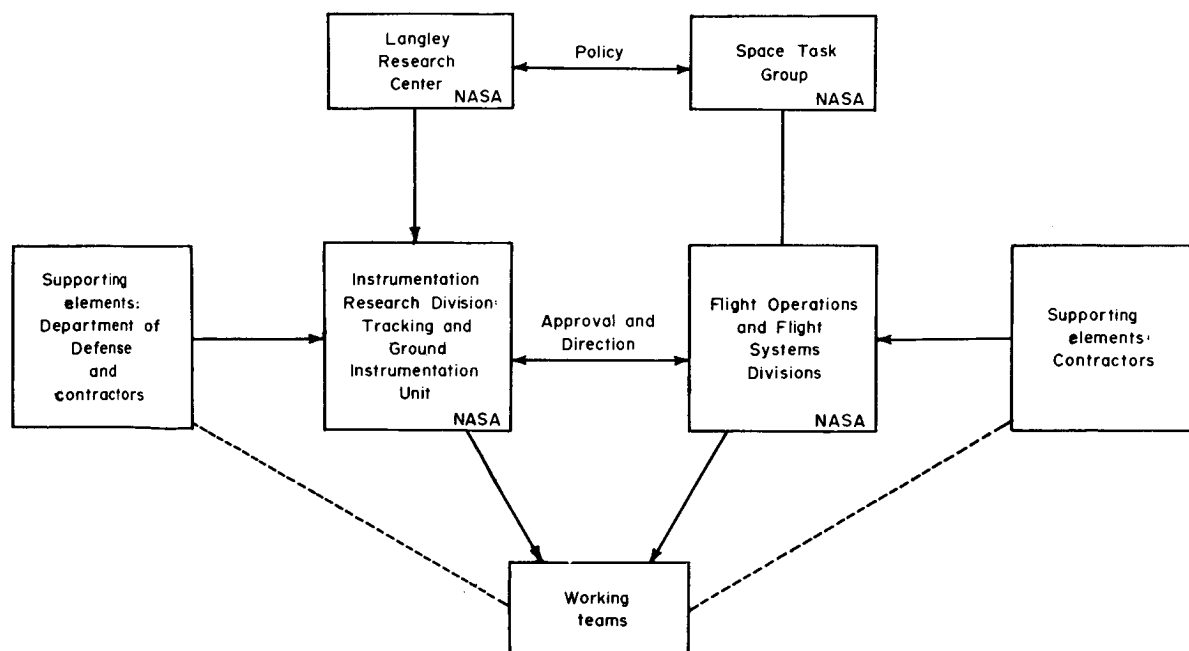 Langley
Research
Center
NASA
Policy
Space Task
Group
NASA
Supporting
elements:
Department of
Defense
and
contractors
Instrumentation
Research Division:
Tracking and
Ground
Instrumentation
Unit
NASA
Approval and
Direction
Flight Operations
and Flight
Systems
Divisions
NASA
Supporting
elements:
Contractors
Working
teams